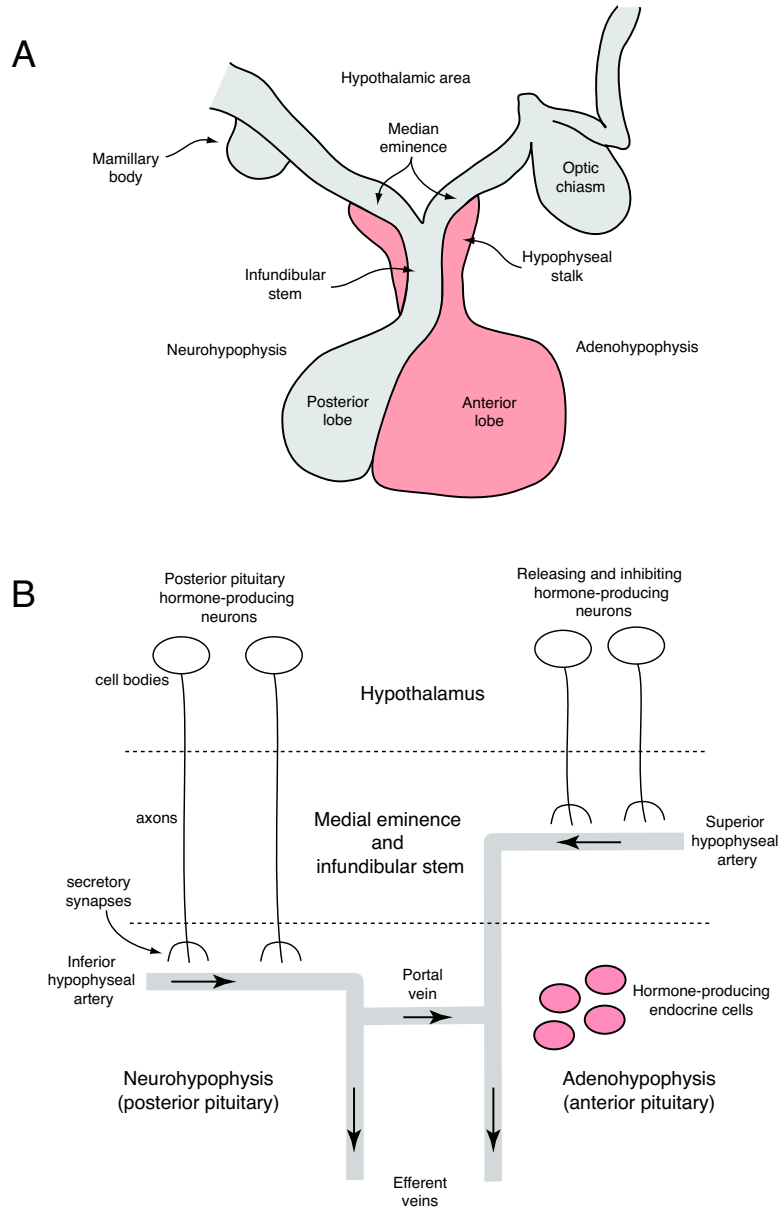 A
Hypothalamic area
Median
eminence
Mamillary
body
Optic
chiasm
Infundibular
stem
Hypophyseal
stalk
Neurohypophysis
Adenohypophysis
Posterior
lobe
Anterior
lobe
B
Posterior pituitary
hormone-producing
neurons
Releasing and inhibiting
hormone-producing
neurons
cell bodies
Hypothalamus
axons
Medial eminence
and
infundibular stem
Superior
hypophyseal
artery
secretory
synapses
Inferior
hypophyseal
artery
Portal
vein
Hormone-producing
endocrine cells
Neurohypophysis
(posterior pituitary)
Adenohypophysis
(anterior pituitary)
Efferent
veins